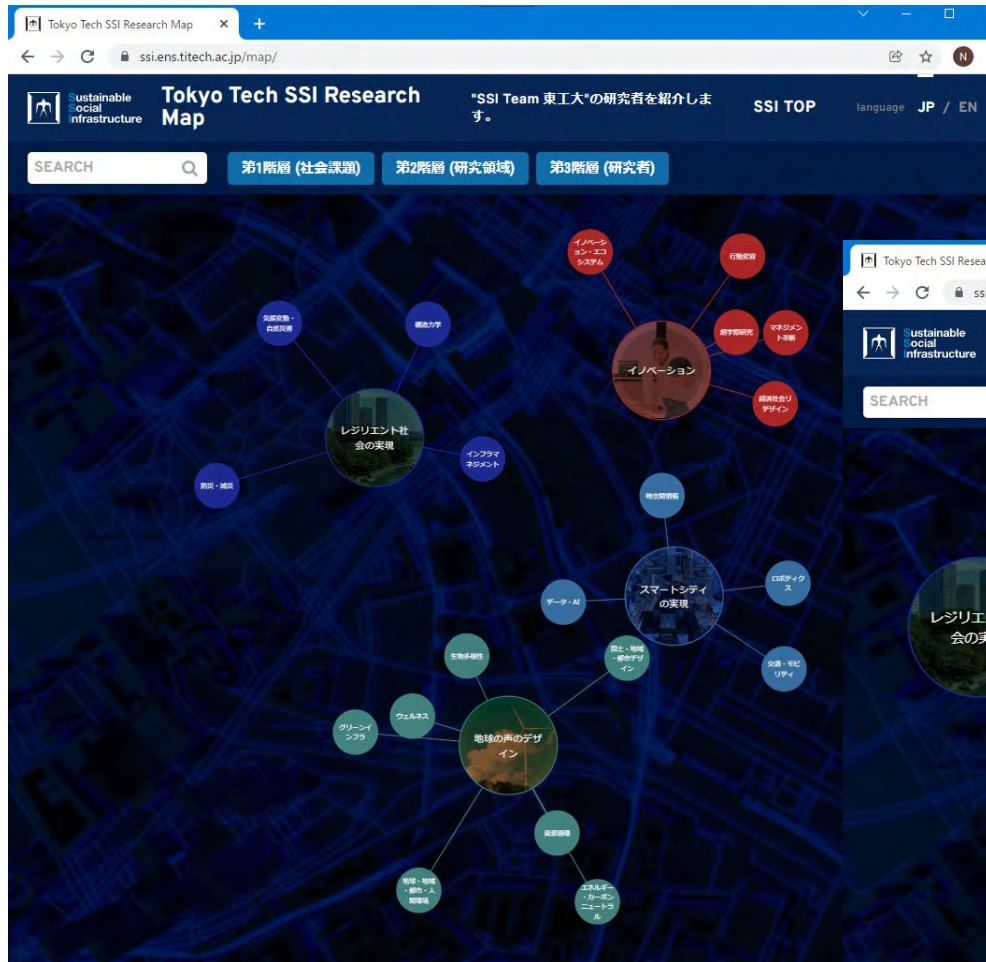 Tokyo Tech SSI Research Map
ssi.ens.titech.ac.jp/map/
N
Sustainable
Social
Infrastructure
Tokyo Tech SSI Research
Map
"SSI Team 東工大"の研究者を紹介しま
す。
SSI TOP
language JP / EN
SEARCH
第1階層 (社会課題)
第2階層 (研究領域)
第3階層 (研究者)
イノベーシ
ョン・エコ
システム
行動変容
気候変動・
自然災害
構造力学
超学際研究
マネジメン
ト革新
イノベーション
経済社会リ
デザイン
レジリエント社
会の実現
インフラマ
ネジメント
防災・減災
時空間情報
スマートシティ
の実現
ロボティク
ス
データ・AI
生物多様性
国土・地域
・都市デザ
イン
交通・モビ
リティ
ウェルネス
グリーンイ
ンフラ
地球の声のデザ
イン
資源循環
地球・地域
・都市・人
間環境
エネルギー
・カーボン
ニュートラ
ル
Tokyo Tech SSI Resea
ss
Sustainable
Social
Infrastructure
SEARCH
レジリエ
会の実